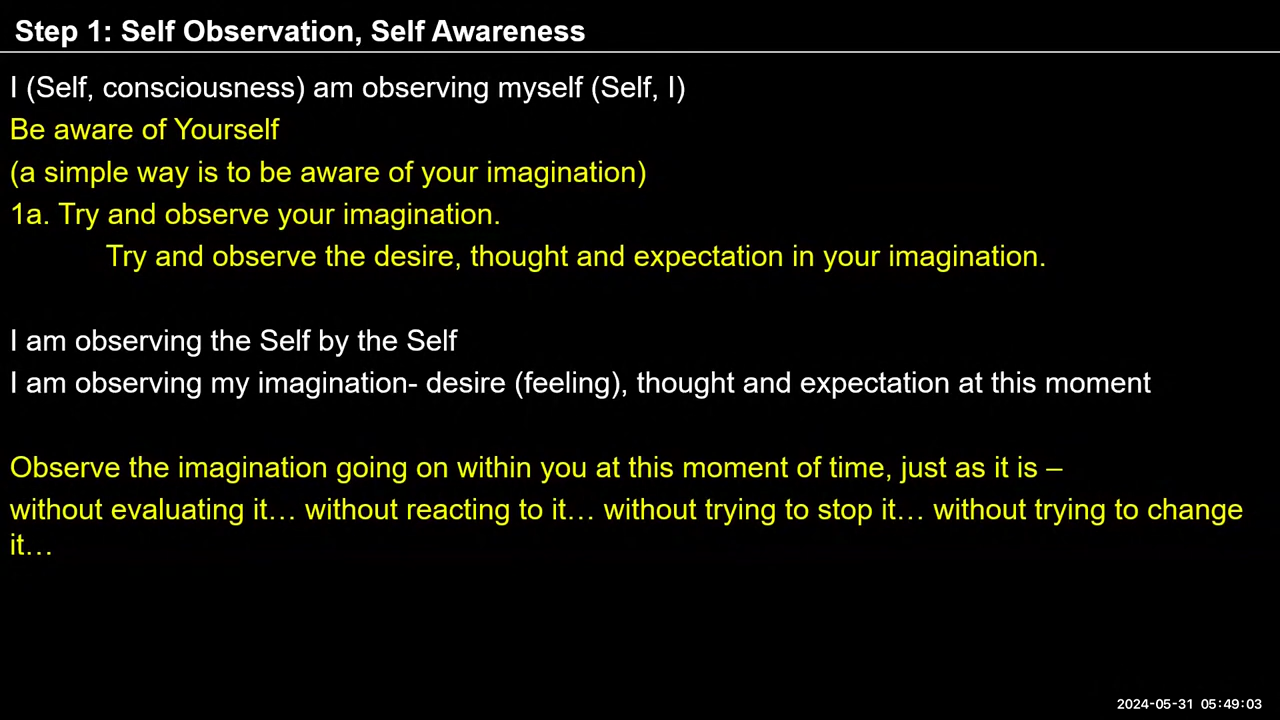 Step 1: Self Observation, Self Awareness
I (Self, consciousness) am observing myself (Self, I)
Be aware of Yourself
(a simple way is to be aware of your imagination)
1a. Try and observe your imagination.
Try and observe the desire, thought and expectation in your imagination.
I am observing the Self by the Self
I am observing my imagination- desire (feeling), thought and expectation at this moment
Observe the imagination going on within you at this moment of time, just as it is –
without evaluating it… without reacting to it… without trying to stop it… without trying to change
it…
2024-05-31 05:49:03